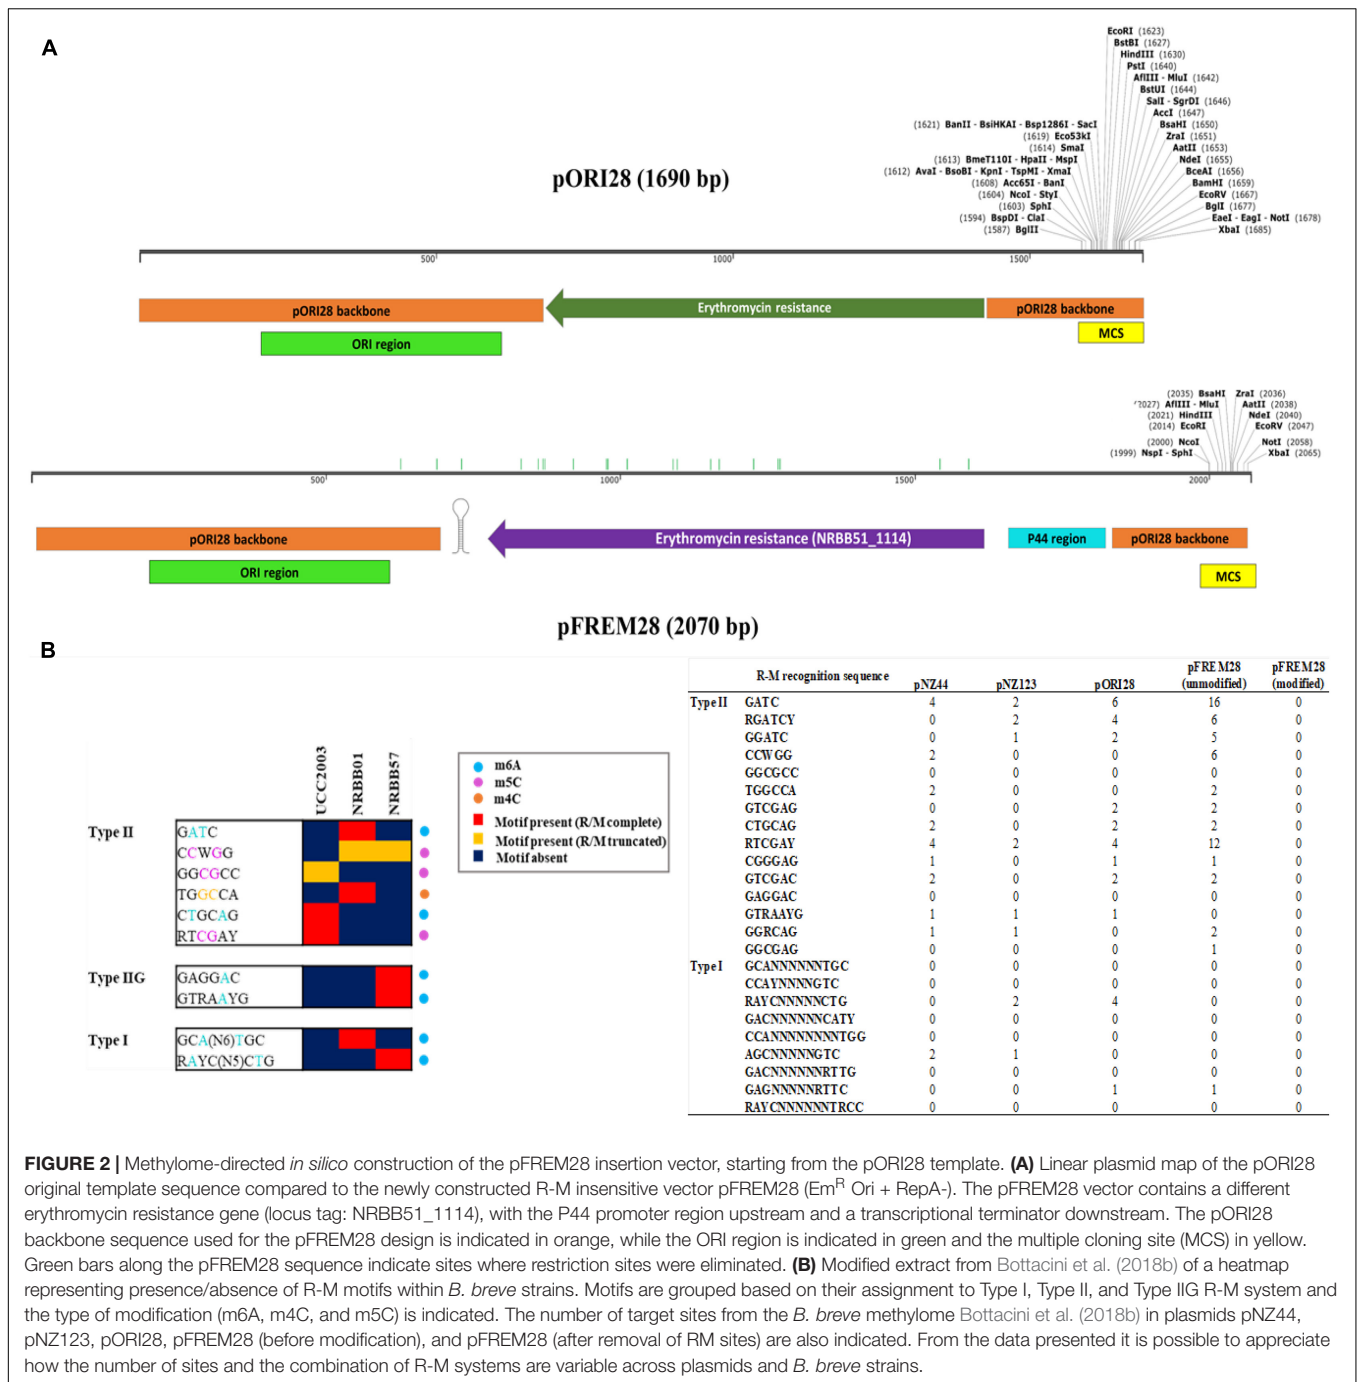 A
pORI28 (1690 bp)
EcoRI (1623)
BstBI (1627)
HindIII (1630)
PstI (1640)
AflIII - MluI (1642)
BstUI (1644)
SalI - SgrDI (1646)
AccI (1647)
(1621) BanII - BsiHKAI - Bsp1286I - SacI
BsaHI (1650)
(1619) Eco53kI
ZraI (1651)
(1614) SmaI
AatII (1653)
(1613) BmeT110I - HpaII - MspI
NdeI (1655)
(1612) AvaI - BsoBI - KpnI - TspMI - XmaI
BceAI (1656)
(1608) Acc65I - BanI
BamHI (1659)
(1604) NcoI - StyI
EcoRV (1667)
(1603) SphI
BglI (1677)
(1594) BspDI - ClaI
EaeI - EagI - NotI (1678)
(1587) BglII
XbaI (1685)
500 1000 1500
pORI28 backbone Erythromycin resistance pORI28 backbone
ORI region MCS
(2035) BsaHI ZraI (2036)
(2027) AflIII - MluI AatII (2038)
(2021) HindIII NdeI (2040)
(2014) EcoRI EcoRV (2047)
(2000) NcoI NotI (2058)
(1999) NspI - SphI XbaI (2065)
500 1000 1500 2000
pORI28 backbone Erythromycin resistance (NRBB51_1114) P44 region pORI28 backbone
ORI region MCS
pFREM28 (2070 bp)
B
UCC2003 NRBB01 NRBB57
m6A
m5C
m4C
Motif present (R/M complete)
Motif present (R/M truncated)
Motif absent
Type II GATC
CCWGG
GGCGCC
TGGCCA
CTGCAG
RTCGAY
Type IIG GAGGAC
GTRAAYG
Type I GCA(N6)TGC
RAYC(N5)CTG
R-M recognition sequence pNZ44 pNZ123 pORI28 pFREM28 (unmodified) pFREM28 (modified)
Type II GATC 4 2 6 16 0
RGATCY 0 2 4 6 0
GGATC 0 1 2 5 0
CCWGG 2 0 0 6 0
GGCGCC 0 0 0 0 0
TGGCCA 2 0 0 2 0
GTCGAG 0 0 2 2 0
CTGCAG 2 0 2 2 0
RTCGAY 4 2 4 12 0
CGGGAG 1 0 1 1 0
GTCGAC 2 0 2 2 0
GAGGAC 0 0 0 0 0
GTRAAYG 1 1 1 0 0
GGRCAG 1 1 0 2 0
GGCGAG 0 0 0 1 0
Type I GCANNNNNNTGC 0 0 0 0 0
CCAYNNNNGTC 0 0 0 0 0
RAYCNNNNNCTG 0 2 4 0 0
GACNNNNNNCATY 0 0 0 0 0
CCANNNNNNNTGG 0 0 0 0 0
AGCNNNNNGTC 2 1 0 0 0
GACNNNNNNRTTG 0 0 0 0 0
GAGNNNNNRTTC 0 0 1 1 0
RAYCNNNNNNTRCC 0 0 0 0 0
FIGURE 2 | Methylome-directed in silico construction of the pFREM28 insertion vector, starting from the pORI28 template. (A) Linear plasmid map of the pORI28
original template sequence compared to the newly constructed R-M insensitive vector pFREM28 (Em^R Ori + RepA-). The pFREM28 vector contains a different
erythromycin resistance gene (locus tag: NRBB51_1114), with the P44 promoter region upstream and a transcriptional terminator downstream. The pORI28
backbone sequence used for the pFREM28 design is indicated in orange, while the ORI region is indicated in green and the multiple cloning site (MCS) in yellow.
Green bars along the pFREM28 sequence indicate sites where restriction sites were eliminated. (B) Modified extract from Bottacini et al. (2018b) of a heatmap
representing presence/absence of R-M motifs within B. breve strains. Motifs are grouped based on their assignment to Type I, Type II, and Type IIG R-M system and
the type of modification (m6A, m4C, and m5C) is indicated. The number of target sites from the B. breve methylome Bottacini et al. (2018b) in plasmids pNZ44,
pNZ123, pORI28, pFREM28 (before modification), and pFREM28 (after removal of RM sites) are also indicated. From the data presented it is possible to appreciate
how the number of sites and the combination of R-M systems are variable across plasmids and B. breve strains.